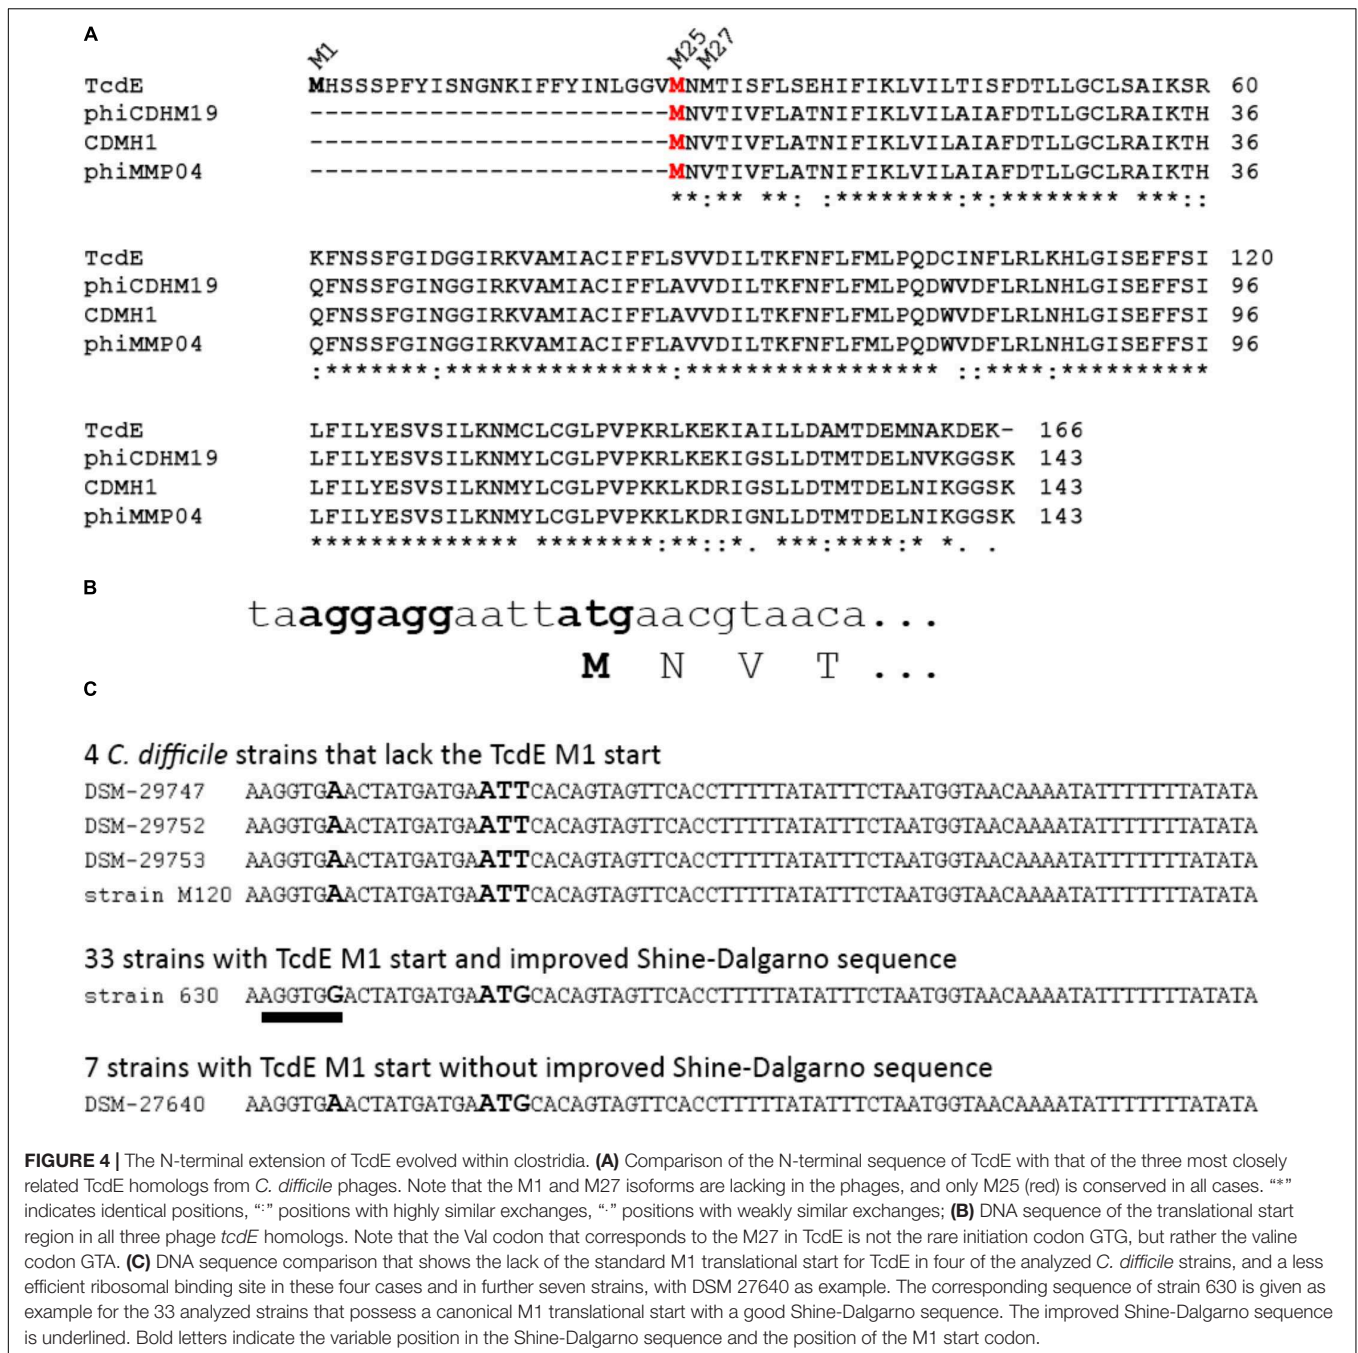 A
M1 M25 M27
TcdE MHSSSPFYISNGNKIFFYINLGGVMNMTISFLSEHIFIKLVILTISFDTLLGCLSAIKSR 60
phiCDHM19 ------------------------MNVTIVFLATNIFIKLVILAIAFDTLLGCLRAIKTH 36
CDMH1 ------------------------MNVTIVFLATNIFIKLVILAIAFDTLLGCLRAIKTH 36
phiMMP04 ------------------------MNVTIVFLATNIFIKLVILAIAFDTLLGCLRAIKTH 36
**:** **: :********:*:******** ***::
TcdE KFNSSFGIDGGIRKVAMIACIFFLSVVDILTKFNFLFMLPQDCINFLRLKHLGISEFFSI 120
phiCDHM19 QFNSSFGINGGIRKVAMIACIFFLAVVDILTKFNFLFMLPQDWVDFLRLNHLGISEFFSI 96
CDMH1 QFNSSFGINGGIRKVAMIACIFFLAVVDILTKFNFLFMLPQDWVDFLRLNHLGISEFFSI 96
phiMMP04 QFNSSFGINGGIRKVAMIACIFFLAVVDILTKFNFLFMLPQDWVDFLRLNHLGISEFFSI 96
:*******:***************:***************** ::****:**********
TcdE LFILYESVSILKNMCLCGLPVPKRLKEKIAILLDAMTDEMNAKDEK- 166
phiCDHM19 LFILYESVSILKNMYLCGLPVPKRLKEKIGSLLDTMTDELNVKGGSK 143
CDMH1 LFILYESVSILKNMYLCGLPVPKKLKDRIGSLLDTMTDELNIKGGSK 143
phiMMP04 LFILYESVSILKNMYLCGLPVPKKLKDRIGNLLDTMTDELNIKGGSK 143
************** ********:**::*. ***:****:* *. .
B
taaggaggaattatgaacgtaaca...
M N V T ...
C
4 C. difficile strains that lack the TcdE M1 start
DSM-29747 AAGGTGAACTATGATGAATTCACAGTAGTTCACCTTTTTATATTTCTAATGGTAACAAAATATTTTTTTATATA
DSM-29752 AAGGTGAACTATGATGAATTCACAGTAGTTCACCTTTTTATATTTCTAATGGTAACAAAATATTTTTTTATATA
DSM-29753 AAGGTGAACTATGATGAATTCACAGTAGTTCACCTTTTTATATTTCTAATGGTAACAAAATATTTTTTTATATA
strain M120 AAGGTGAACTATGATGAATTCACAGTAGTTCACCTTTTTATATTTCTAATGGTAACAAAATATTTTTTTATATA
33 strains with TcdE M1 start and improved Shine-Dalgarno sequence
strain 630 AAGGTGGACTATGATGAATGCACAGTAGTTCACCTTTTTATATTTCTAATGGTAACAAAATATTTTTTTATATA
7 strains with TcdE M1 start without improved Shine-Dalgarno sequence
DSM-27640 AAGGTGAACTATGATGAATGCACAGTAGTTCACCTTTTTATATTTCTAATGGTAACAAAATATTTTTTTATATA
FIGURE 4 | The N-terminal extension of TcdE evolved within clostridia. (A) Comparison of the N-terminal sequence of TcdE with that of the three most closely
related TcdE homologs from C. difficile phages. Note that the M1 and M27 isoforms are lacking in the phages, and only M25 (red) is conserved in all cases. “*”
indicates identical positions, “:” positions with highly similar exchanges, “·” positions with weakly similar exchanges; (B) DNA sequence of the translational start
region in all three phage tcdE homologs. Note that the Val codon that corresponds to the M27 in TcdE is not the rare initiation codon GTG, but rather the valine
codon GTA. (C) DNA sequence comparison that shows the lack of the standard M1 translational start for TcdE in four of the analyzed C. difficile strains, and a less
efficient ribosomal binding site in these four cases and in further seven strains, with DSM 27640 as example. The corresponding sequence of strain 630 is given as
example for the 33 analyzed strains that possess a canonical M1 translational start with a good Shine-Dalgarno sequence. The improved Shine-Dalgarno sequence
is underlined. Bold letters indicate the variable position in the Shine-Dalgarno sequence and the position of the M1 start codon.